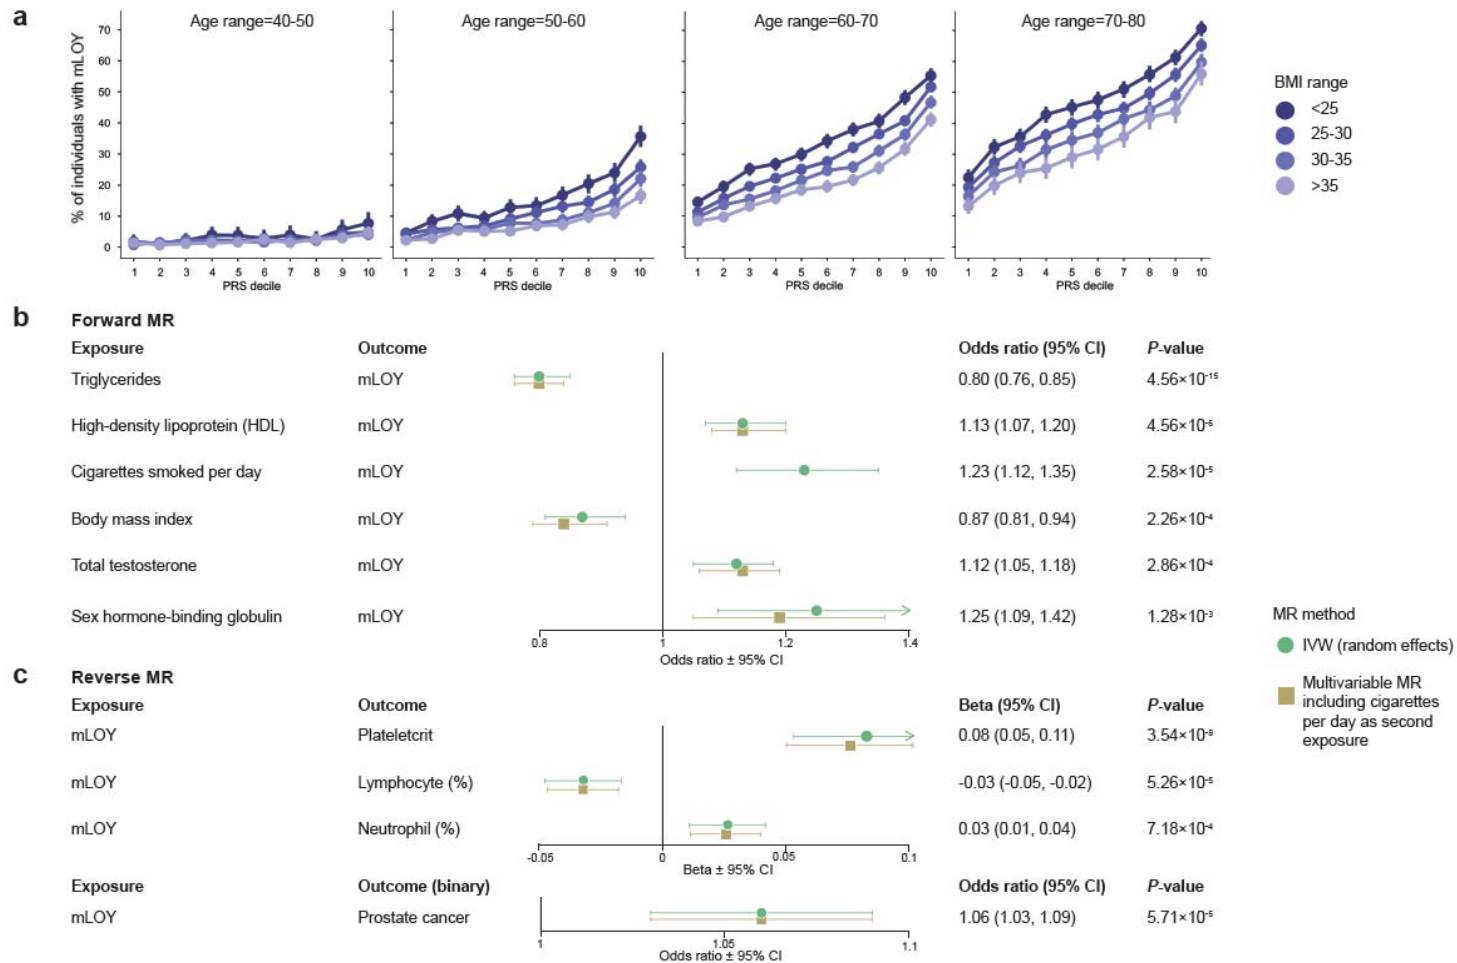 a
Age range=40-50
Age range=50-60
Age range=60-70
Age range=70-80
% of individuals with mLOY
70
60
50
40
30
20
10
0
1 2 3 4 5 6 7 8 9 10
1 2 3 4 5 6 7 8 9 10
1 2 3 4 5 6 7 8 9 10
1 2 3 4 5 6 7 8 9 10
PRS decile
PRS decile
PRS decile
PRS decile
BMI range
<25
25-30
30-35
>35
b
Forward MR
Exposure Outcome Odds ratio (95% CI) P-value
Triglycerides mLOY 0.80 (0.76, 0.85) 4.56×10⁻¹⁵
High-density lipoprotein (HDL) mLOY 1.13 (1.07, 1.20) 4.56×10⁻⁶
Cigarettes smoked per day mLOY 1.23 (1.12, 1.35) 2.58×10⁻⁵
Body mass index mLOY 0.87 (0.81, 0.94) 2.26×10⁻⁴
Total testosterone mLOY 1.12 (1.05, 1.18) 2.86×10⁻⁴
Sex hormone-binding globulin mLOY 1.25 (1.09, 1.42) 1.28×10⁻³
0.8 1 1.2 1.4
Odds ratio ± 95% CI
MR method
IVW (random effects)
Multivariable MR
including cigarettes
per day as second
exposure
c
Reverse MR
Exposure Outcome Beta (95% CI) P-value
mLOY Plateletcrit 0.08 (0.05, 0.11) 3.54×10⁻⁸
mLOY Lymphocyte (%) -0.03 (-0.05, -0.02) 5.26×10⁻⁵
mLOY Neutrophil (%) 0.03 (0.01, 0.04) 7.18×10⁻⁴
-0.05 0 0.05 0.1
Beta ± 95% CI
Exposure Outcome (binary) Odds ratio (95% CI) P-value
mLOY Prostate cancer 1.06 (1.03, 1.09) 5.71×10⁻⁵
1 1.05 1.1
Odds ratio ± 95% CI